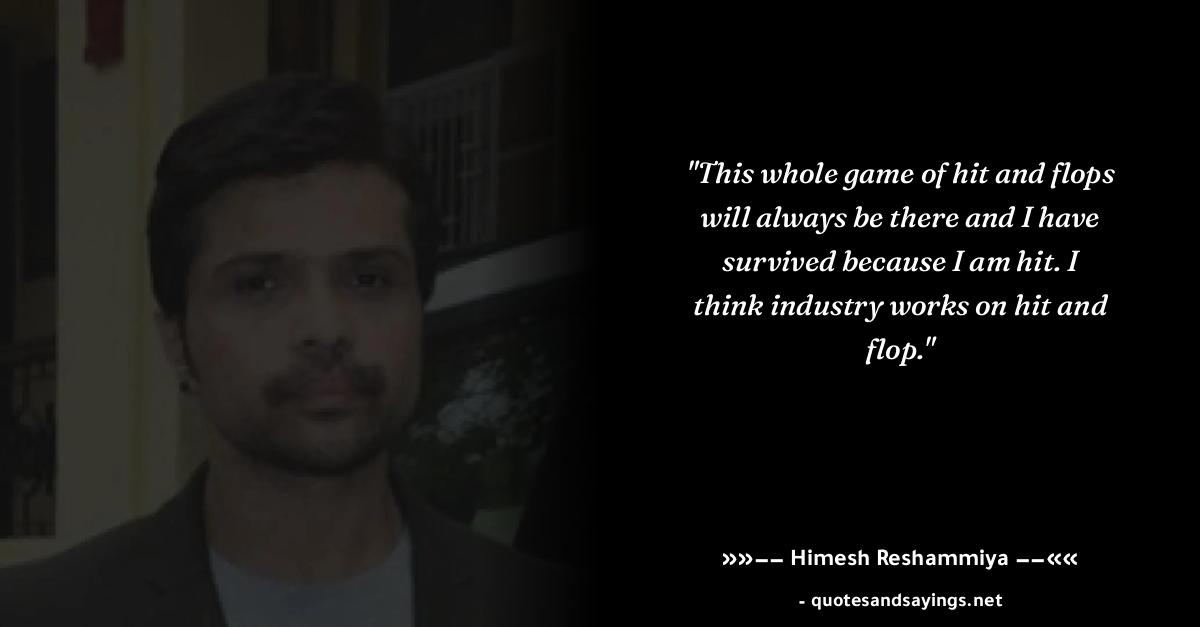 "This whole game of hit and flops
will always be there and I have
survived because I am hit. I
think industry works on hit and
flop."
»»−− Himesh Reshammiya −−««
- quotesandsayings.net